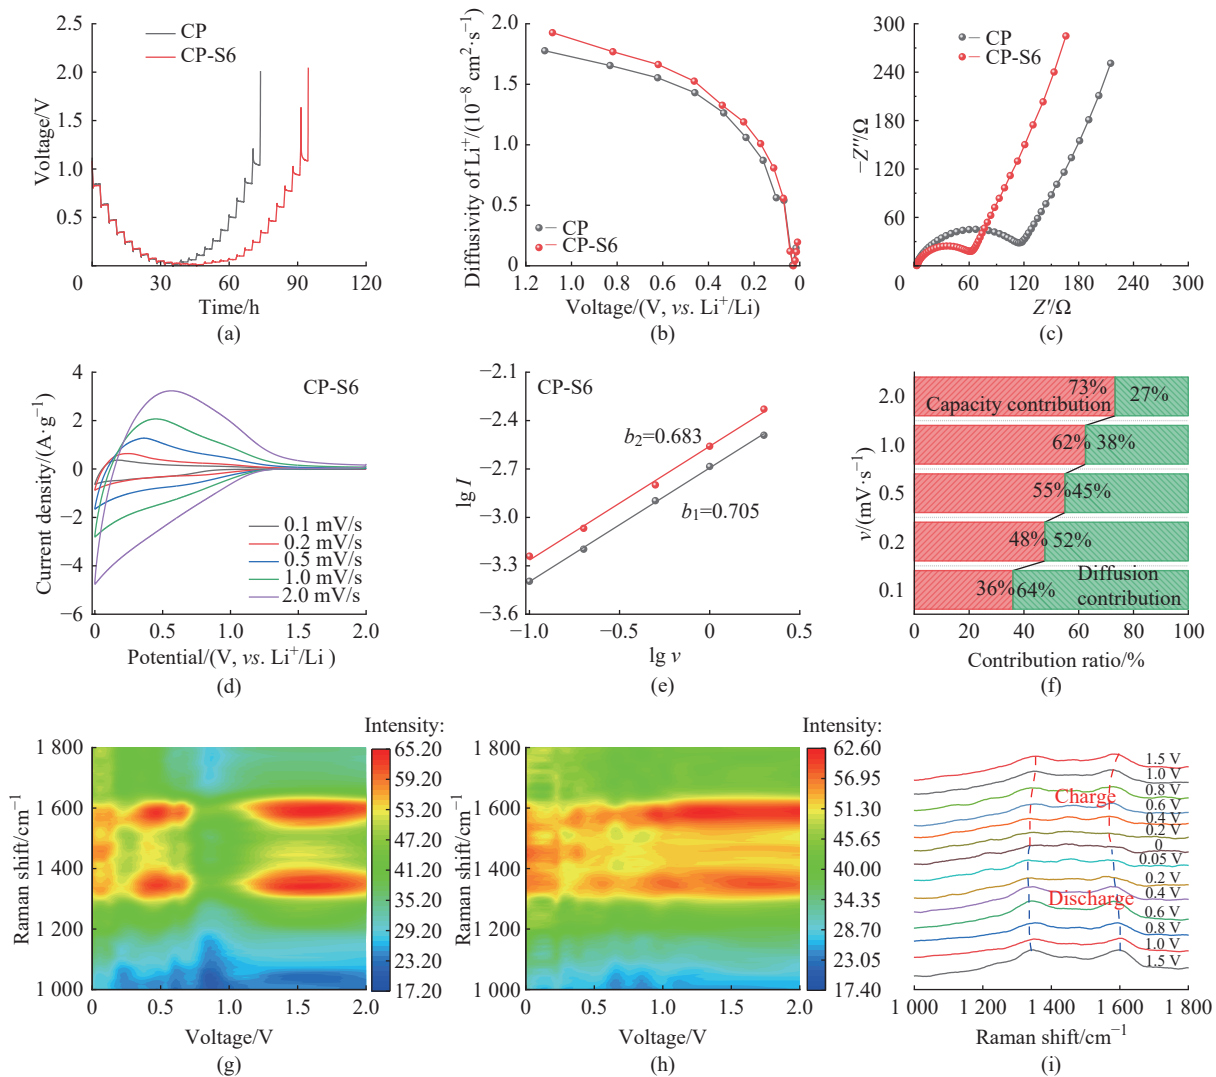 2.5
2.0
1.5
1.0
0.5
0
30
60
90
120
Voltage/V
Time/h
CP
CP-S6
(a)
2.0
1.5
1.0
0.5
0
1.2
1.0
0.8
0.6
0.4
0.2
0
Diffusivity of Li⁺/(10⁻⁸ cm²·s⁻¹)
Voltage/(V, vs. Li⁺/Li)
CP
CP-S6
(b)
300
240
180
120
60
0
0
60
120
180
240
300
−Z″/Ω
Z′/Ω
CP
CP-S6
(c)
4
2
0
−2
−4
−6
0
0.5
1.0
1.5
2.0
Current density/(A·g⁻¹)
Potential/(V, vs. Li⁺/Li )
CP-S6
0.1 mV/s
0.2 mV/s
0.5 mV/s
1.0 mV/s
2.0 mV/s
(d)
−2.1
−2.4
−2.7
−3.0
−3.3
−3.6
−1.0
−0.5
0
0.5
lg I
lg v
CP-S6
b₂=0.683
b₁=0.705
(e)
2.0
1.0
0.5
0.2
0.1
v/(mV·s⁻¹)
73%
27%
Capacity contribution
62%
38%
55%
45%
48%
52%
36%
64%
Diffusion
contribution
0
20
40
60
80
100
Contribution ratio/%
(f)
1 800
1 600
1 400
1 300
1 200
1 000
Raman shift/cm⁻¹
0
0.5
1.0
1.5
2.0
Voltage/V
Intensity:
65.20
59.20
53.20
47.20
41.20
35.20
29.20
23.20
17.20
(g)
1 800
1 600
1 400
1 300
1 200
1 000
Raman shift/cm⁻¹
0
0.5
1.0
1.5
2.0
Voltage/V
Intensity:
62.60
56.95
51.30
45.65
40.00
34.35
28.70
23.05
17.40
(h)
1.5 V
1.0 V
0.8 V
0.6 V
0.4 V
0.2 V
0
0.05 V
0.2 V
0.4 V
0.6 V
0.8 V
1.0 V
1.5 V
Charge
Discharge
1 000
1 200
1 400
1 600
1 800
Raman shift/cm⁻¹
(i)